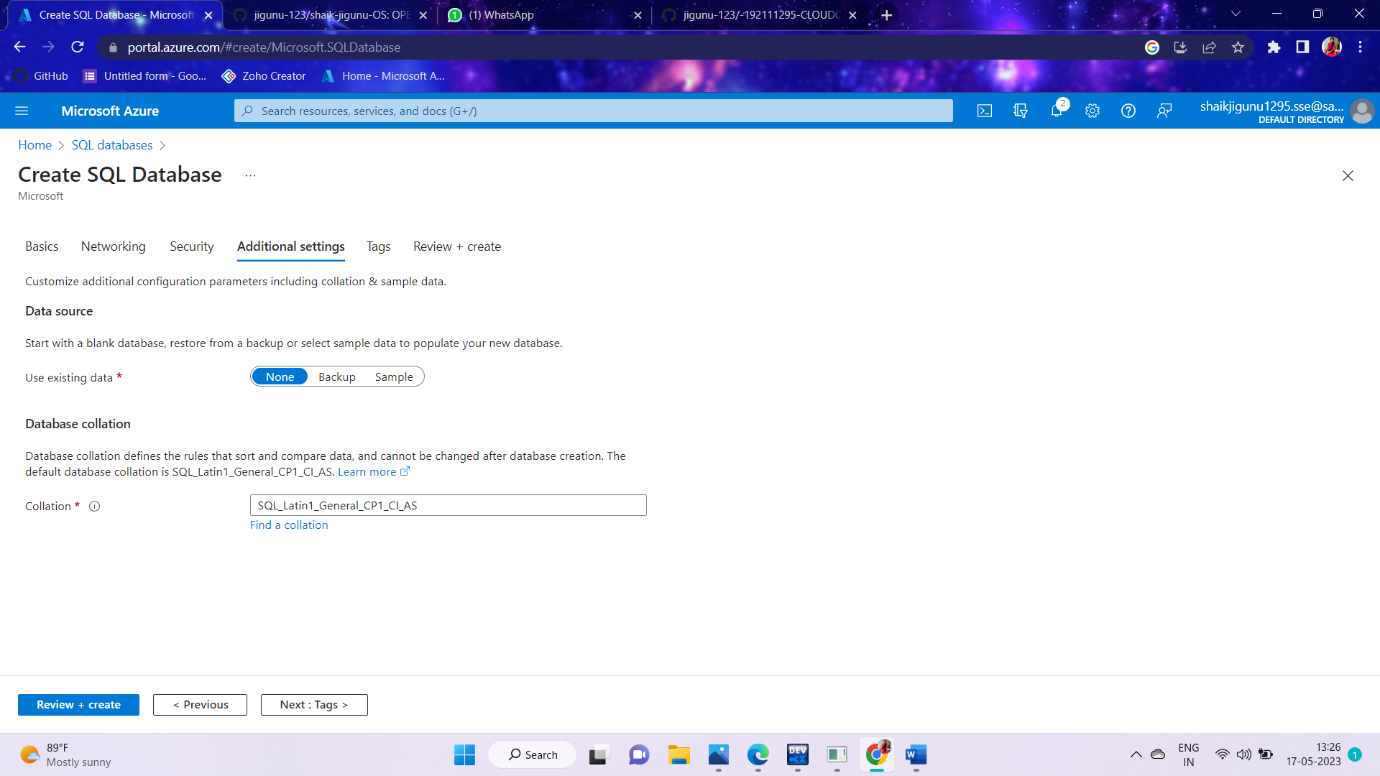 Create SQL Database - Microsoft
jigunu-123/shaik-jigunu-OS: OPE
(1) WhatsApp
jigunu-123/-192111295-CLOUDC
portal.azure.com/#create/Microsoft.SQLDatabase
GitHub
Untitled form - Goo...
Zoho Creator
Home - Microsoft A...
Microsoft Azure
Search resources, services, and docs (G+/)
2
shaikjigunu1295.sse@sa...
DEFAULT DIRECTORY
Home > SQL databases >
Create SQL Database ...
Microsoft
Basics
Networking
Security
Additional settings
Tags
Review + create
Customize additional configuration parameters including collation & sample data.
Data source
Start with a blank database, restore from a backup or select sample data to populate your new database.
Use existing data *
None
Backup
Sample
Database collation
Database collation defines the rules that sort and compare data, and cannot be changed after database creation. The
default database collation is SQL_Latin1_General_CP1_CI_AS. Learn more
Collation *
SQL_Latin1_General_CP1_CI_AS
Find a collation
Review + create
< Previous
Next : Tags >
89°F
Mostly sunny
Search
DEV
ENG
IN
13:26
17-05-2023
1